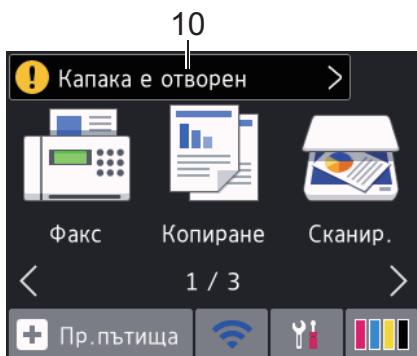 10
Капака е отворен
Факс Копиране Сканир.
1 / 3
Пр.пътища